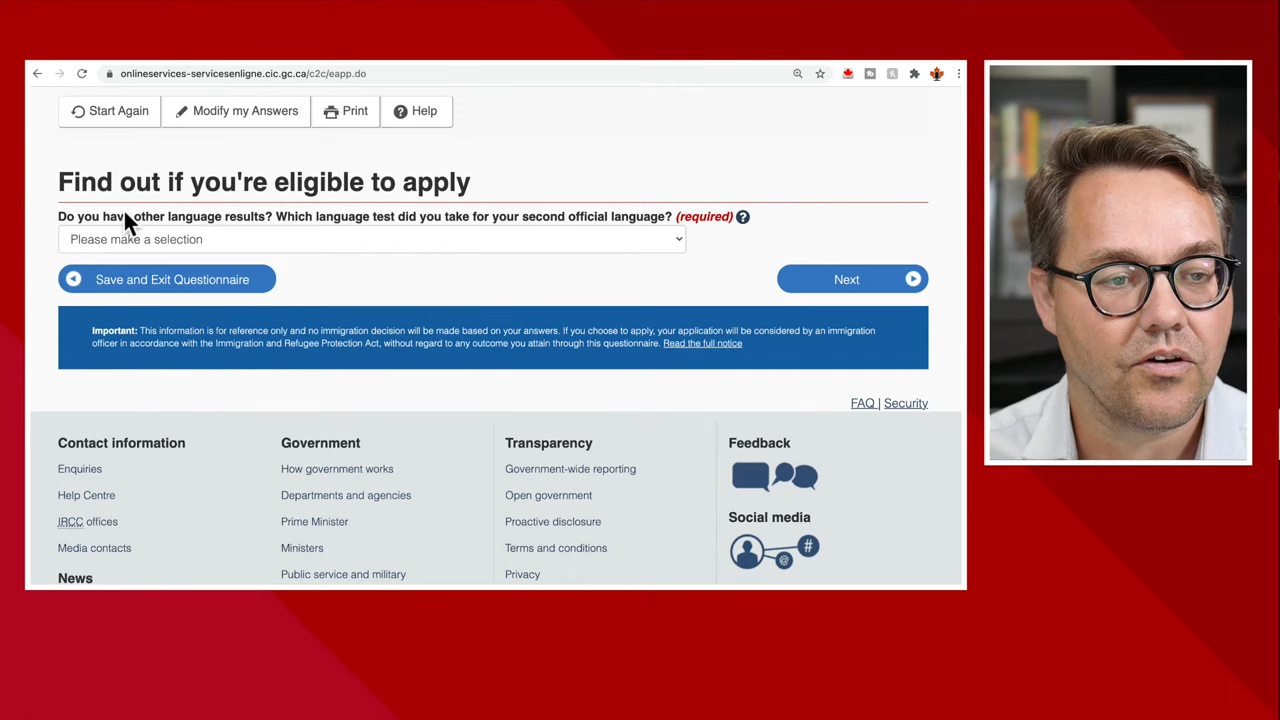 onlineservices-servicesenligne.cic.gc.ca/c2c/eapp.do
Start Again
Modify my Answers
Print
Help
Find out if you're eligible to apply
Do you have other language results? Which language test did you take for your second official language? (required)
Please make a selection
Save and Exit Questionnaire
Next
Important: This information is for reference only and no immigration decision will be made based on your answers. If you choose to apply, your application will be considered by an immigration
officer in accordance with the Immigration and Refugee Protection Act, without regard to any outcome you attain through this questionnaire. Read the full notice
FAQ | Security
Contact information
Enquiries
Help Centre
IRCC offices
Media contacts
News
Government
How government works
Departments and agencies
Prime Minister
Ministers
Public service and military
Transparency
Government-wide reporting
Open government
Proactive disclosure
Terms and conditions
Privacy
Feedback
Social media